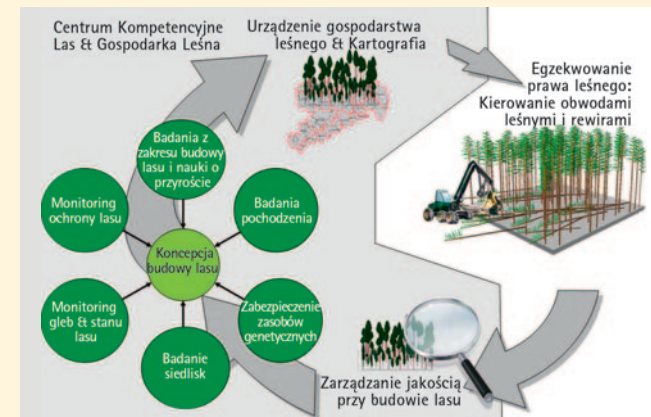 Centrum Kompetencyjne
Las & Gospodarka Leśna
Urządzenie gospodarstwa
leśnego & Kartografia
Egzekwowanie
prawa leśnego:
Kierowanie obwodami
leśnymi i rewirami
Badania z
zakresu budowy
lasu i nauki o
przyroście
Monitoring
ochrony lasu
Badania
pochodzenia
Koncepcja
budowy lasu
Monitoring
gleb & stanu
lasu
Zabezpieczenie
zasobów
genetycznych
Badanie
siedlisk
Zarządzanie jakością
przy budowie lasu